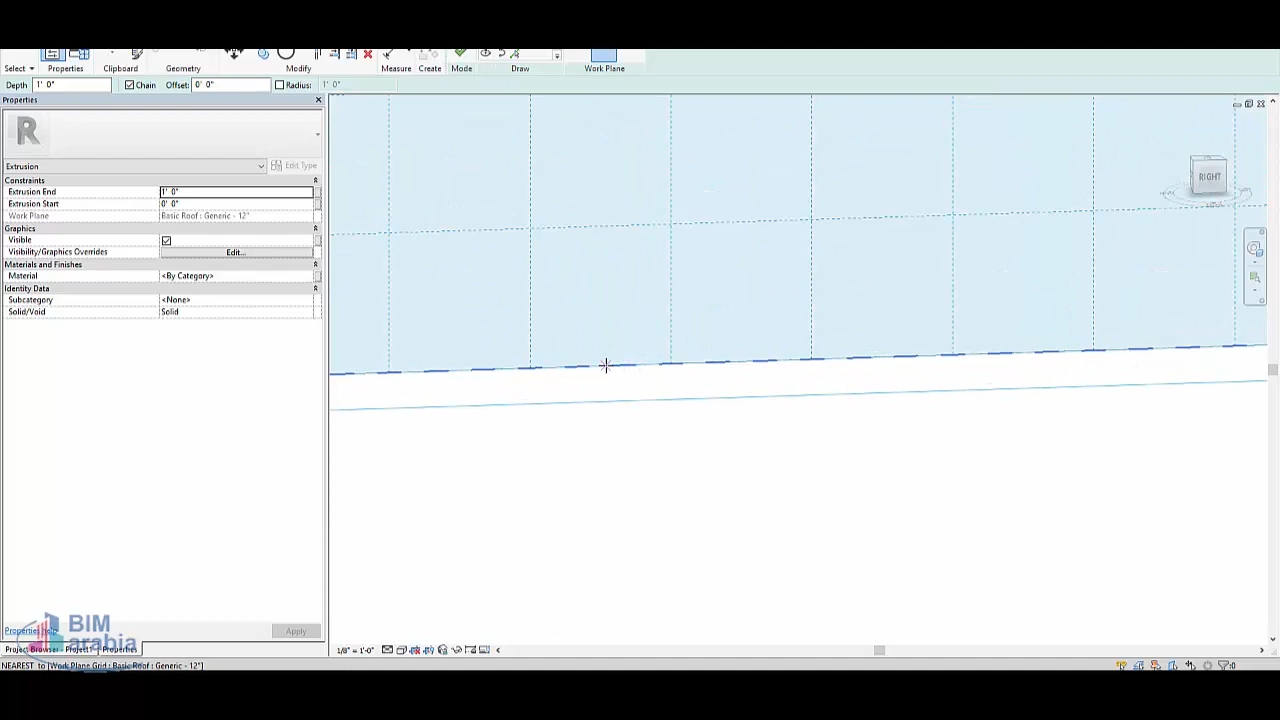 Select Properties Clipboard Geometry Modify Measure Create Mode Draw Work Plane
Depth 1' 0" Chain Offset: 0' 0" Radius: 1' 0"
Properties
R
Extrusion Edit Type
Constraints
Extrusion End 1' 0"
Extrusion Start 0' 0"
Work Plane Basic Roof : Generic - 12"
Graphics
Visible
Visibility/Graphics Overrides Edit...
Materials and Finishes
Material <By Category>
Identity Data
Subcategory <None>
Solid/Void Solid
RIGHT
BIM
arabia
Properties help
Apply
Project Browser - Project1 Properties
1/8" = 1'-0"
NEAREST to [Work Plane Grid : Basic Roof : Generic - 12"]
:0